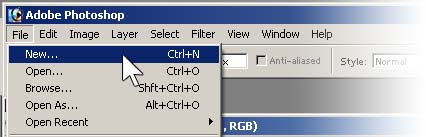 Adobe Photoshop
File Edit Image Layer Select Filter View Window Help
New... Ctrl+N
Open... Ctrl+O
Browse... Shft+Ctrl+O
Open As... Alt+Ctrl+O
Open Recent
Anti-aliased Style: Normal
, RGB)